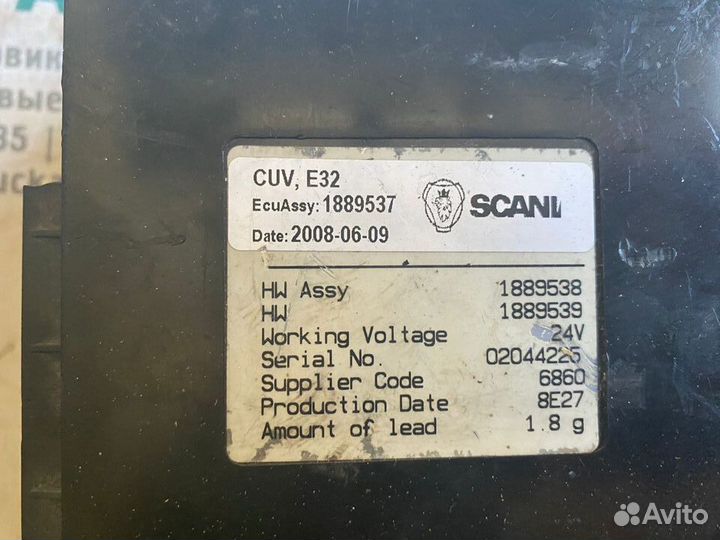 CUV, E32
EcuAssy: 1889537
Date: 2008-06-09
SCANI
HW Assy 1889538
HW 1889539
Working Voltage 24V
Serial No. 02044225
Supplier Code 6860
Production Date 8E27
Amount of lead 1.8 g
Avito